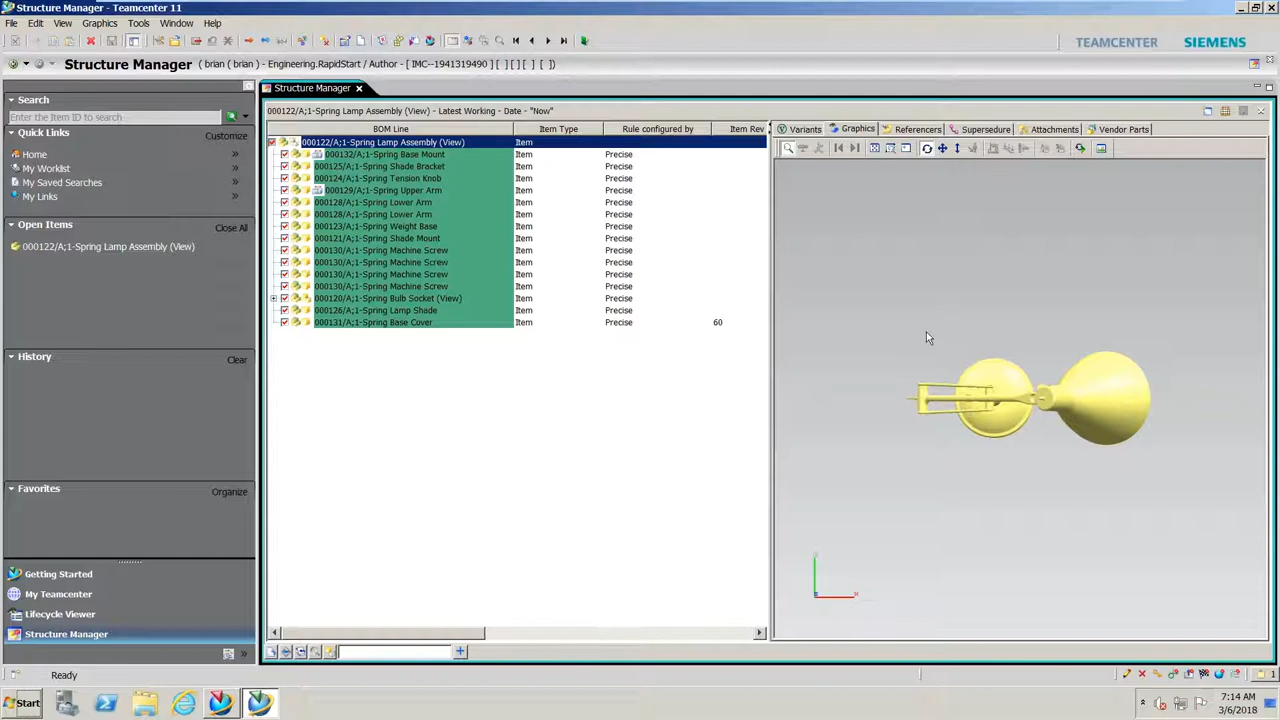 Structure Manager - Teamcenter 11
File Edit View Graphics Tools Window Help
TEAMCENTER SIEMENS
Structure Manager ( brian ( brian ) - Engineering.RapidStart / Author - [ IMC--1941319490 ] [ ] [ ] [ ] [ ])
Search
Enter the Item ID to search
Quick Links Customize
Home
My Worklist
My Saved Searches
My Links
Open Items Close All
000122/A;1-Spring Lamp Assembly (View)
History Clear
Favorites Organize
Getting Started
My Teamcenter
Lifecycle Viewer
Structure Manager
Structure Manager
000122/A;1-Spring Lamp Assembly (View) - Latest Working - Date - "Now"
BOM Line Item Type Rule configured by Item Rev
000122/A;1-Spring Lamp Assembly (View) Item
000132/A;1-Spring Base Mount Item Precise
000125/A;1-Spring Shade Bracket Item Precise
000124/A;1-Spring Tension Knob Item Precise
000129/A;1-Spring Upper Arm Item Precise
000128/A;1-Spring Lower Arm Item Precise
000128/A;1-Spring Lower Arm Item Precise
000123/A;1-Spring Weight Base Item Precise
000121/A;1-Spring Shade Mount Item Precise
000130/A;1-Spring Machine Screw Item Precise
000130/A;1-Spring Machine Screw Item Precise
000130/A;1-Spring Machine Screw Item Precise
000130/A;1-Spring Machine Screw Item Precise
000120/A;1-Spring Bulb Socket (View) Item Precise
000126/A;1-Spring Lamp Shade Item Precise
000131/A;1-Spring Base Cover Item Precise 60
Variants Graphics References Supersedure Attachments Vendor Parts
Ready
1
Start
7:14 AM
3/6/2018